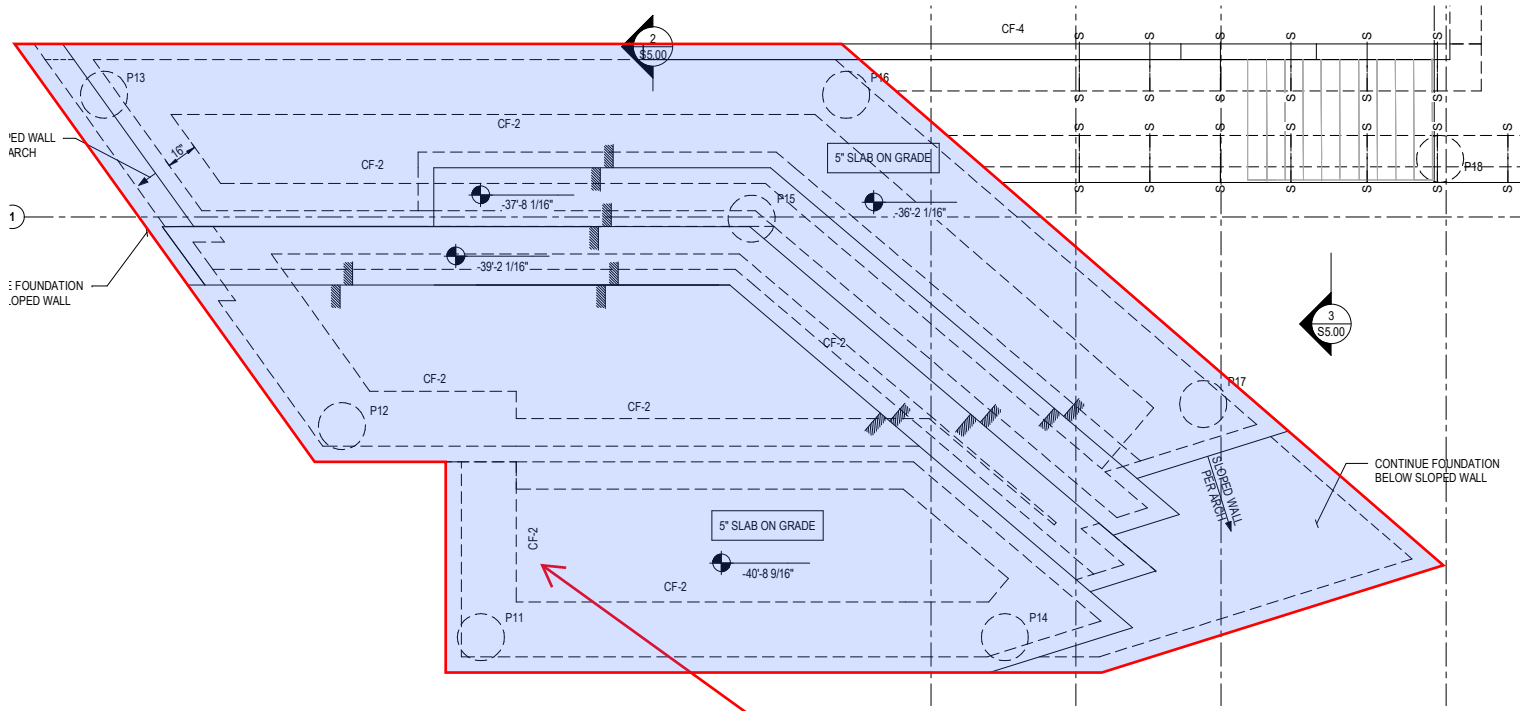 CF-4
2
S5.00
P13
P16
CF-2
CF-2
16"
5" SLAB ON GRADE
P18
ARCH
-37'-8 1/16"
P15
-36'-2 1/16"
1
-39'-2 1/16"
FOUNDATION
SLOPED WALL
3
S5.00
CF-2
CF-2
P17
CF-2
P12
SLOPED WALL
PER ARCH
CONTINUE FOUNDATION
BELOW SLOPED WALL
5" SLAB ON GRADE
CF-2
-40'-8 9/16"
CF-2
P11
P14
S S S S S S
S S S S S S
S S S S S S S
S S S S S S S